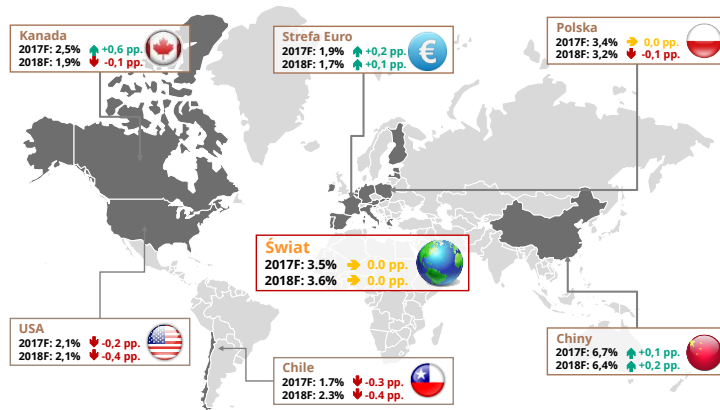 Kanada
2017F: 2,5% +0,6 pp.
2018F: 1,9% -0,1 pp.
Strefa Euro
2017F: 1,9% +0,2 pp.
2018F: 1,7% +0,1 pp.
Polska
2017F: 3,4% 0,0 pp.
2018F: 3,2% -0,1 pp.
Świat
2017F: 3.5% 0.0 pp.
2018F: 3.6% 0.0 pp.
USA
2017F: 2,1% -0,2 pp.
2018F: 2,1% -0,4 pp.
Chile
2017F: 1.7% -0.3 pp.
2018F: 2.3% -0.4 pp.
Chiny
2017F: 6,7% +0,1 pp.
2018F: 6,4% +0,2 pp.